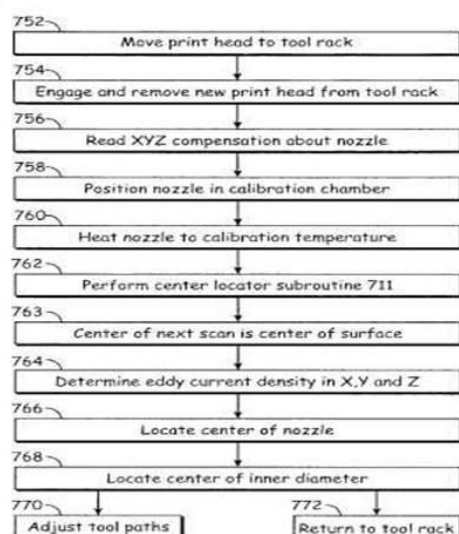 752
Move print head to tool rack
754
Engage and remove new print head from tool rack
756
Read XYZ compensation about nozzle
758
Position nozzle in calibration chamber
760
Heat nozzle to calibration temperature
762
Perform center locator subroutine 711
763
Center of next scan is center of surface
764
Determine eddy current density in X,Y and Z
766
Locate center of nozzle
768
Locate center of inner diameter
770
Adjust tool paths
772
Return to tool rack